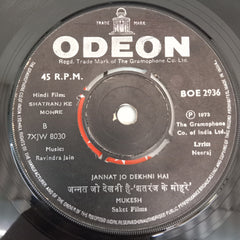 TRADE MARK
ODEON
Regd. Trade Mark of The Gramophone Co. Ltd.
45 R.P.M.
BOE 2936
Hindi Film:
SHATRANJ KE
MOHRE
B
7XJW 8030
Music:
Ravindra Jain
℗ 1973
The Gramophone
Co. of India Ltd.
Lyrics
Neeraj
JANNAT JO DEKHNI HAI
जन्नत जो देखनी है-'शतरंज के मोहरे'
MUKESH
Saket Films